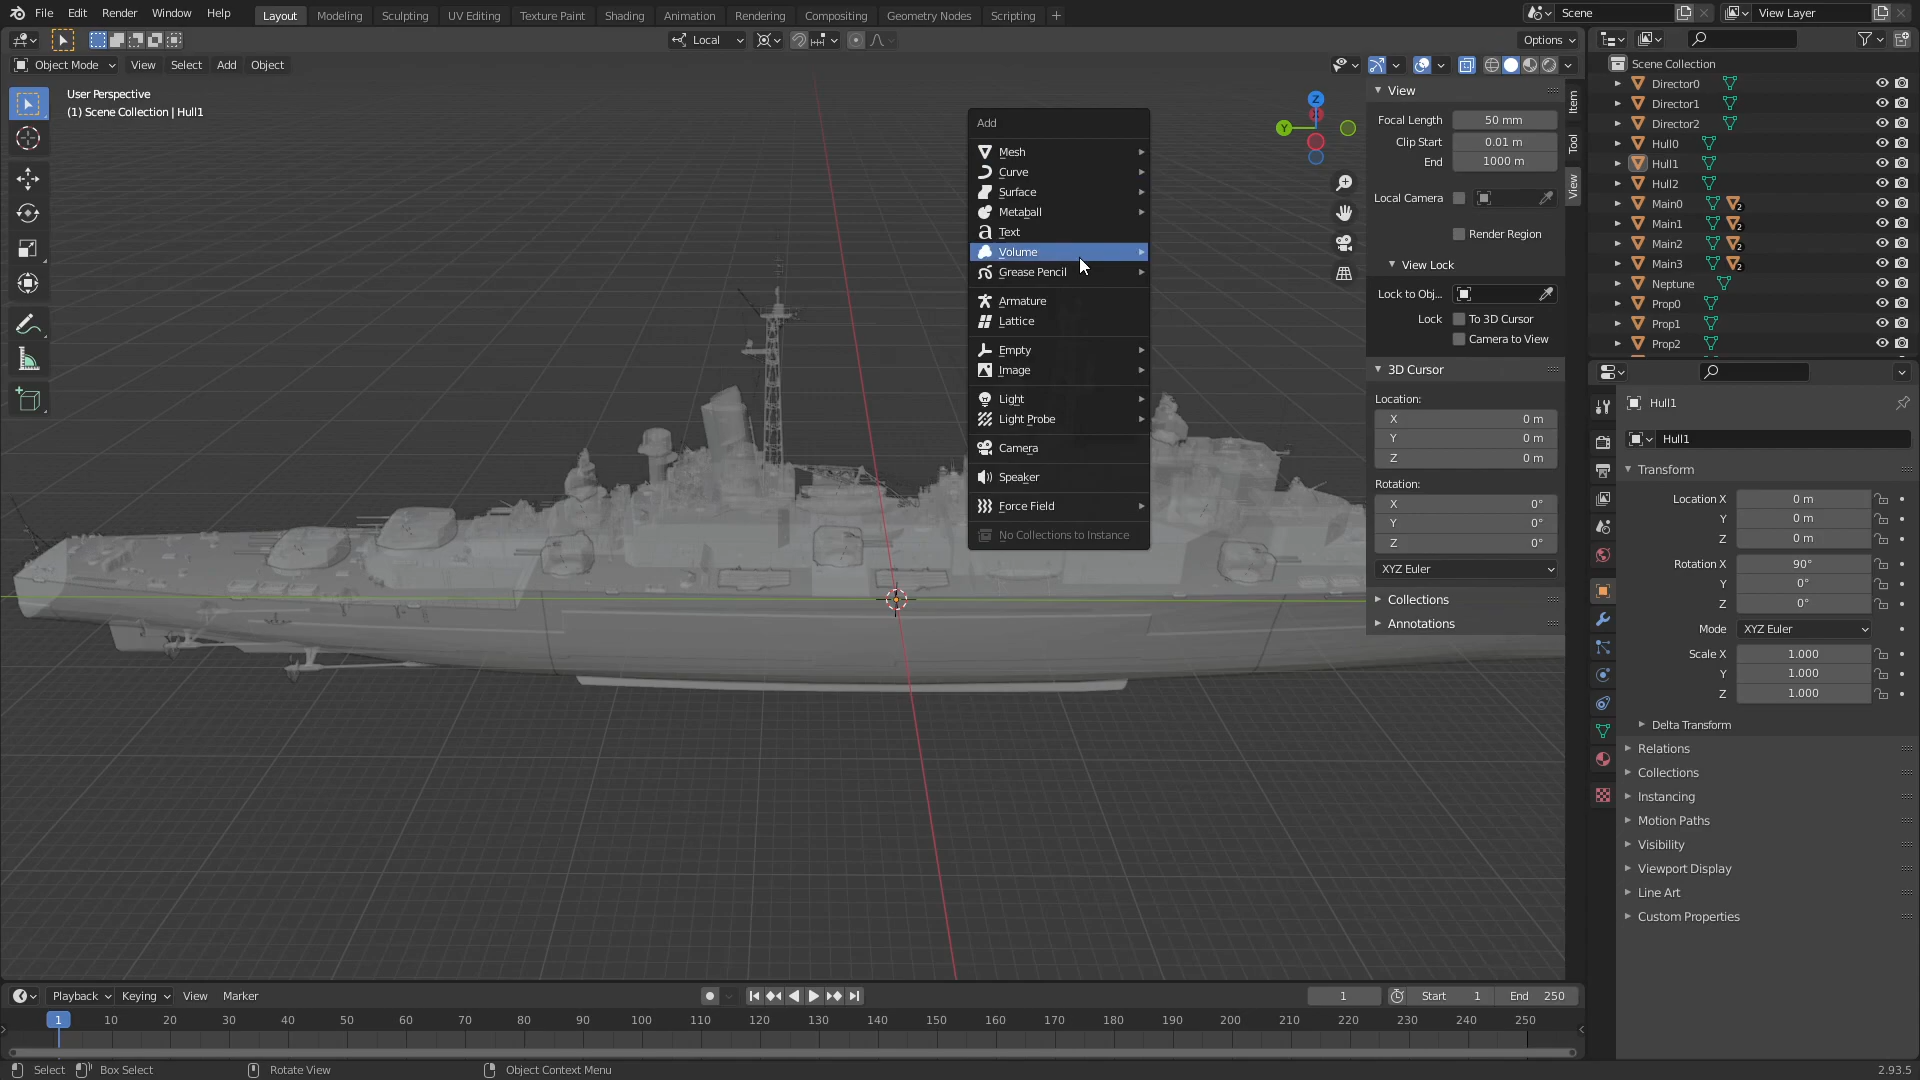 File Edit Render Window Help Layout Modeling Sculpting UV Editing Texture Paint Shading Animation Rendering Compositing Geometry Nodes Scripting + Scene View Layer
Local Options
Object Mode View Select Add Object
User Perspective
(1) Scene Collection | Hull1
Add
Mesh
Curve
Surface
Metaball
Text
Volume
Grease Pencil
Armature
Lattice
Empty
Image
Light
Light Probe
Camera
Speaker
Force Field
No Collections to Instance
Z
Y
View
Focal Length 50 mm
Clip Start 0.01 m
End 1000 m
Local Camera
Render Region
View Lock
Lock to Obj...
Lock To 3D Cursor
Camera to View
3D Cursor
Location:
X 0 m
Y 0 m
Z 0 m
Rotation:
X 0°
Y 0°
Z 0°
XYZ Euler
Collections
Annotations
Item
Tool
View
Scene Collection
Director0
Director1
Director2
Hull0
Hull1
Hull2
Main0 2
Main1 2
Main2 2
Main3 2
Neptune
Prop0
Prop1
Prop2
Hull1
Hull1
Transform
Location X 0 m
Y 0 m
Z 0 m
Rotation X 90°
Y 0°
Z 0°
Mode XYZ Euler
Scale X 1.000
Y 1.000
Z 1.000
Delta Transform
Relations
Collections
Instancing
Motion Paths
Visibility
Viewport Display
Line Art
Custom Properties
Playback Keying View Marker 1 Start 1 End 250
1 10 20 30 40 50 60 70 80 90 100 110 120 130 140 150 160 170 180 190 200 210 220 230 240 250
Select Box Select Rotate View Object Context Menu 2.93.5